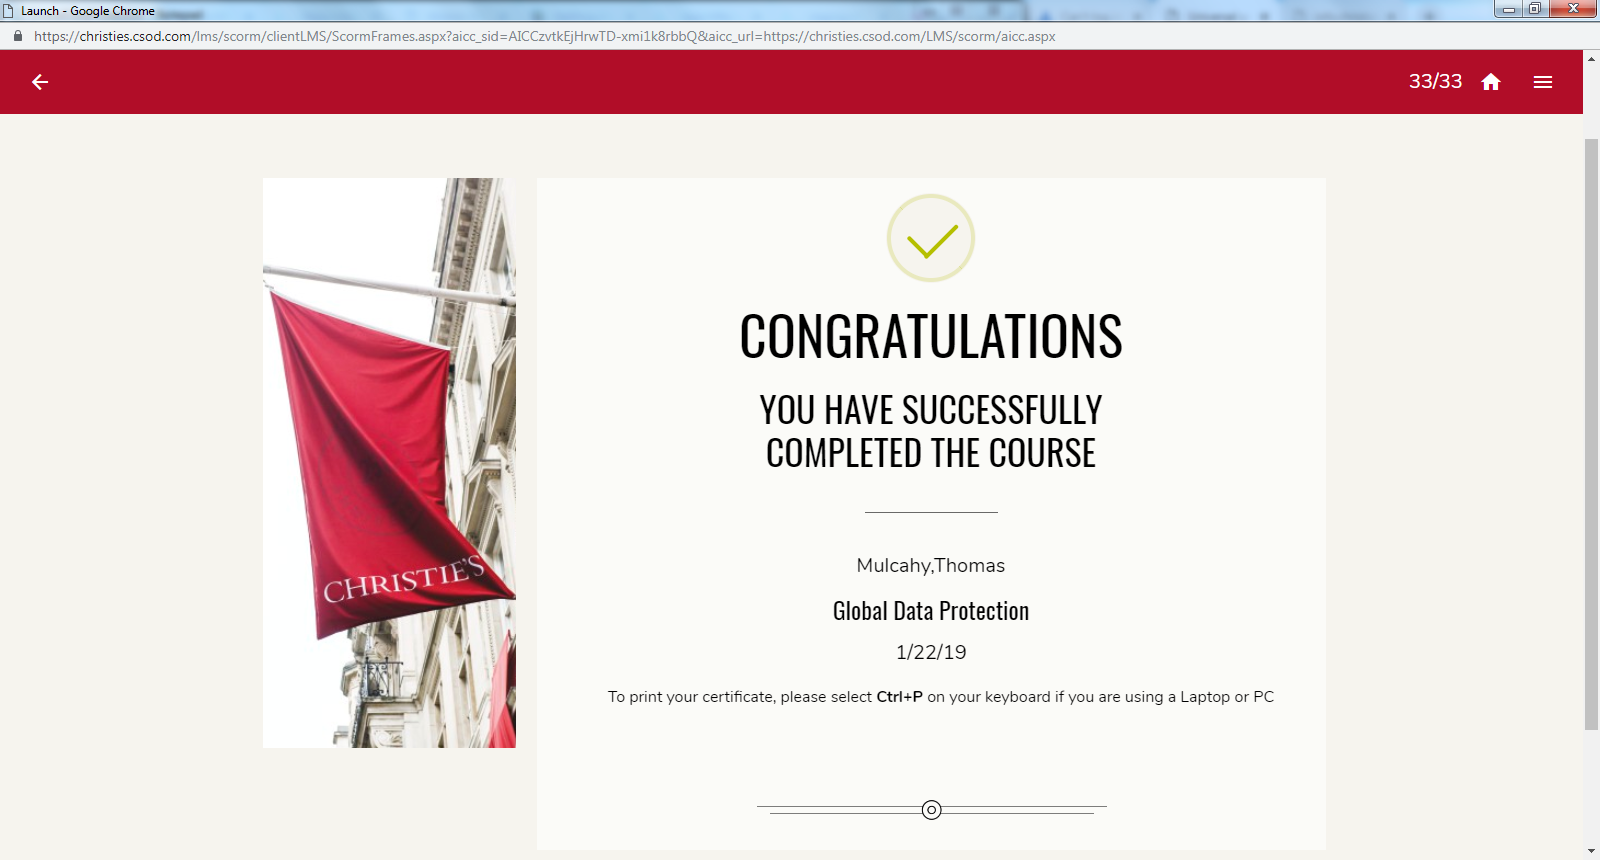 Launch - Google Chrome
https://christies.csod.com/lms/scorm/clientLMS/ScormFrames.aspx?aicc_sid=AICCzvtkEjHrwTD-xmi1k8rbbQ&aicc_url=https://christies.csod.com/LMS/scorm/aicc.aspx
33/33
CHRISTIE'S
CONGRATULATIONS
YOU HAVE SUCCESSFULLY
COMPLETED THE COURSE
Mulcahy,Thomas
Global Data Protection
1/22/19
To print your certificate, please select Ctrl+P on your keyboard if you are using a Laptop or PC